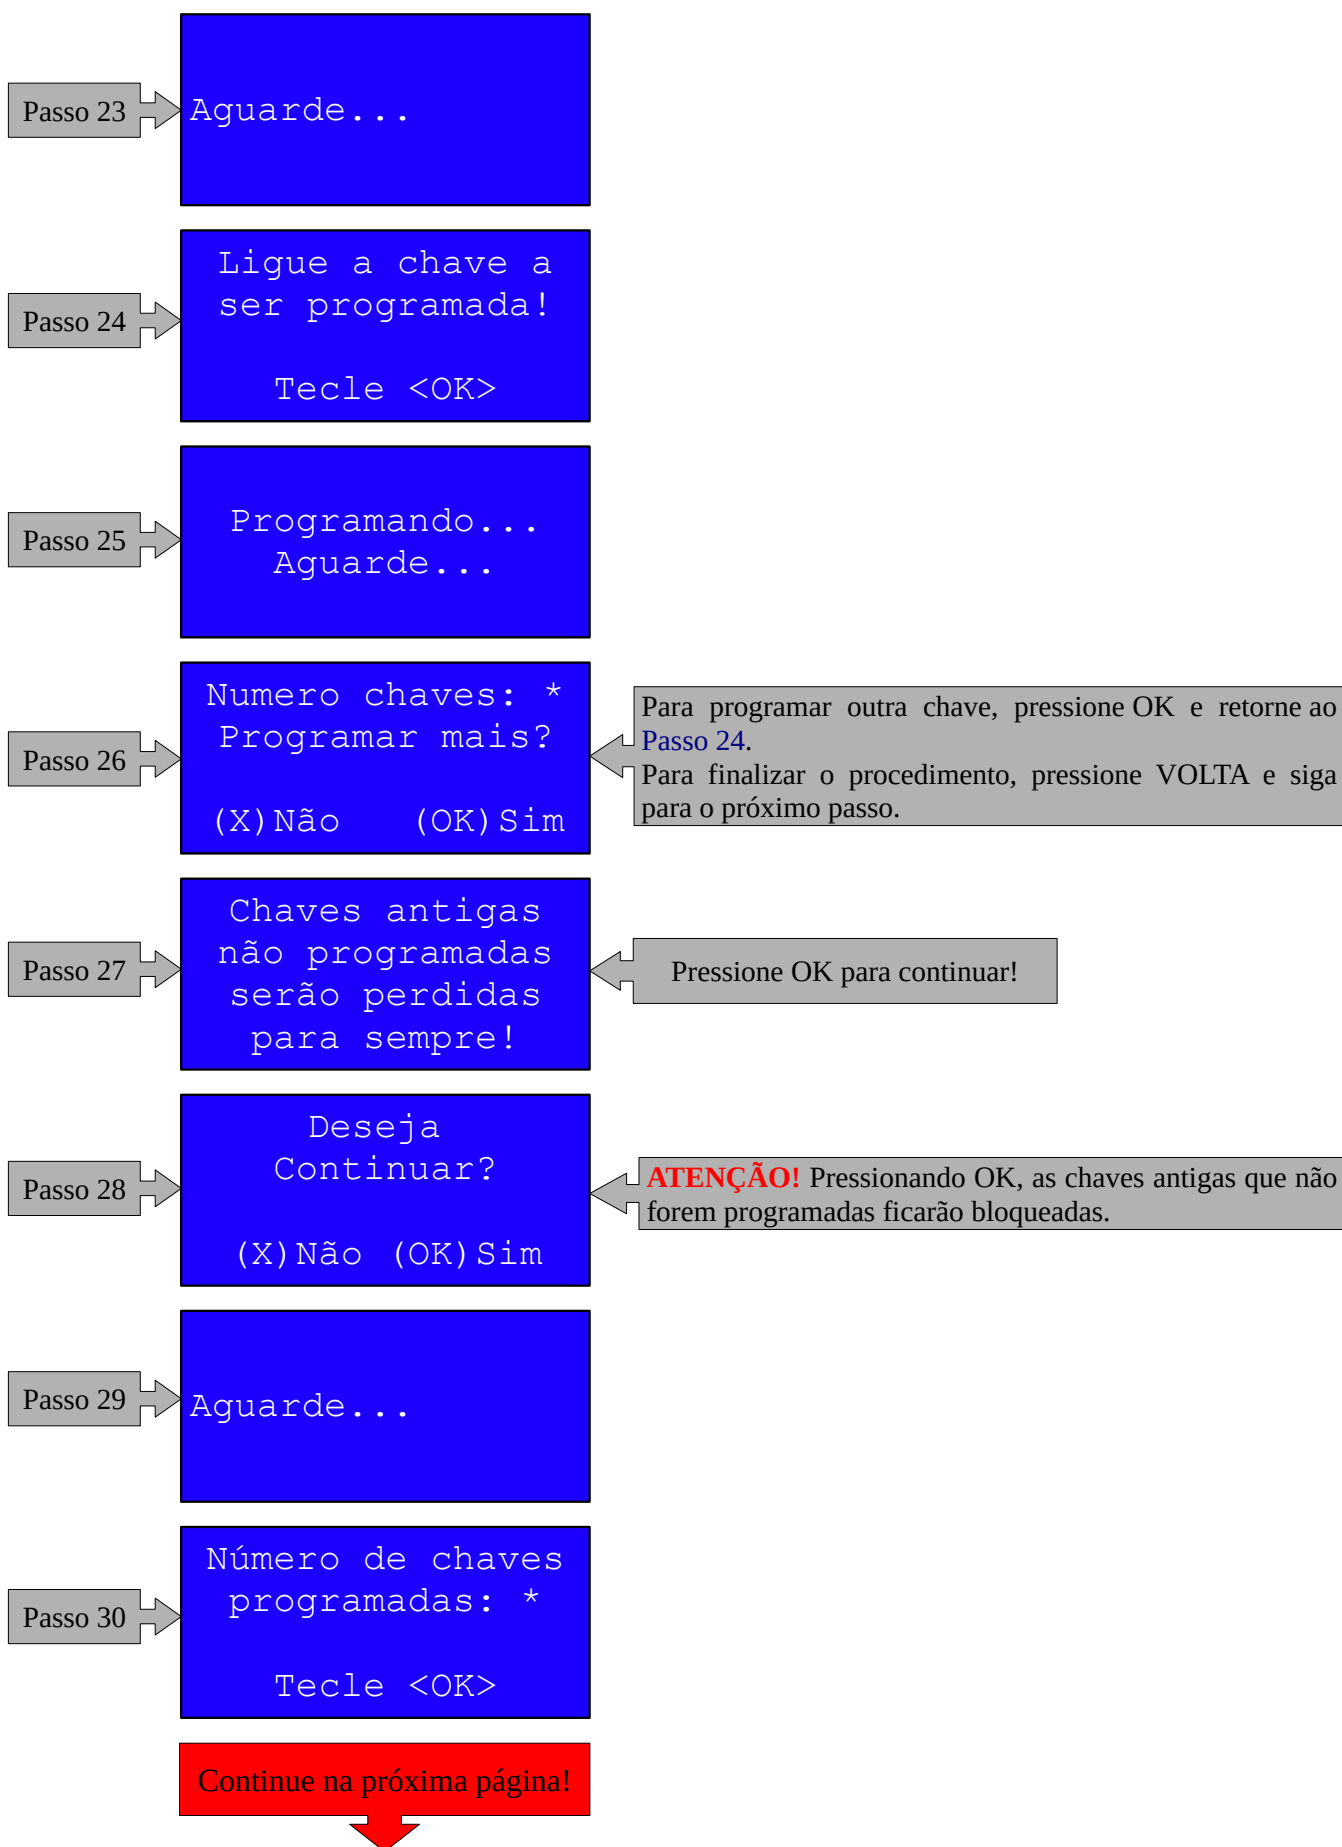 Passo 23
Aguarde...
Passo 24
Ligue a chave a
ser programada!
Tecle <OK>
Passo 25
Programando...
Aguarde...
Passo 26
Numero chaves: *
Programar mais?
(X)Não (OK)Sim
Para programar outra chave, pressione OK e retorne ao
Passo 24.
Para finalizar o procedimento, pressione VOLTA e siga
para o próximo passo.
Passo 27
Chaves antigas
não programadas
serão perdidas
para sempre!
Pressione OK para continuar!
Passo 28
Deseja
Continuar?
(X)Não (OK)Sim
ATENÇÃO! Pressionando OK, as chaves antigas que não
forem programadas ficarão bloqueadas.
Passo 29
Aguarde...
Passo 30
Número de chaves
programadas: *
Tecle <OK>
Continue na próxima página!